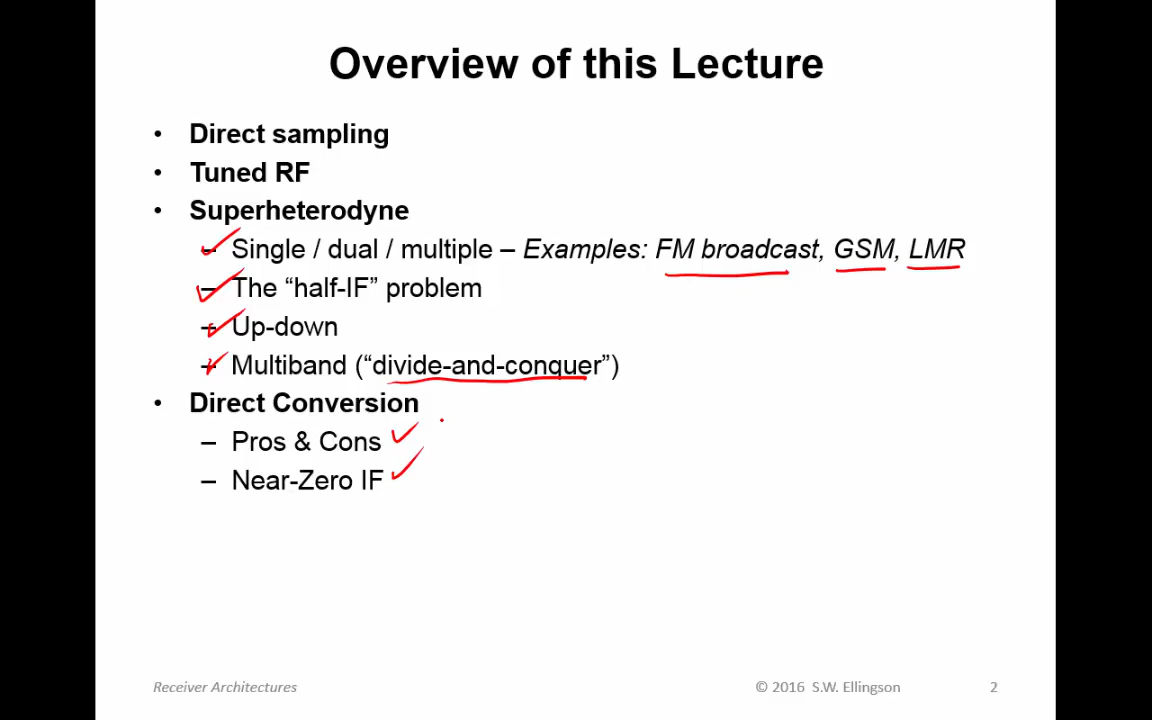 Overview of this Lecture
• Direct sampling
• Tuned RF
• Superheterodyne
– Single / dual / multiple – Examples: FM broadcast, GSM, LMR
– The “half-IF” problem
– Up-down
– Multiband (“divide-and-conquer”)
• Direct Conversion
– Pros & Cons
– Near-Zero IF
Receiver Architectures
© 2016 S.W. Ellingson
2